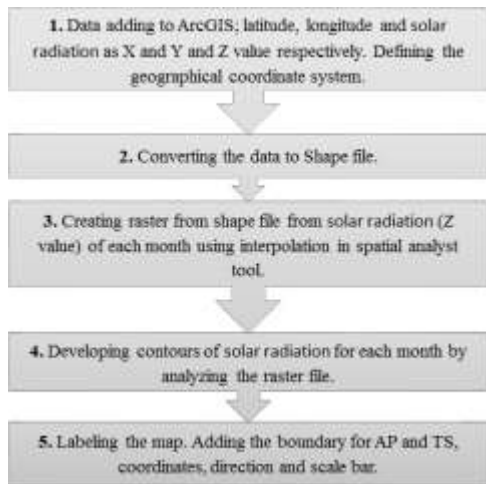 1. Data adding to ArcGIS; latitude, longitude and solar
radiation as X and Y and Z value respectively. Defining the
geographical coordinate system.
2. Converting the data to Shape file.
3. Creating raster from shape file from solar radiation (Z
value) of each month using interpolation in spatial analyst
tool.
4. Developing contours of solar radiation for each month by
analyzing the raster file.
5. Labeling the map. Adding the boundary for AP and TS,
coordinates, direction and scale bar.